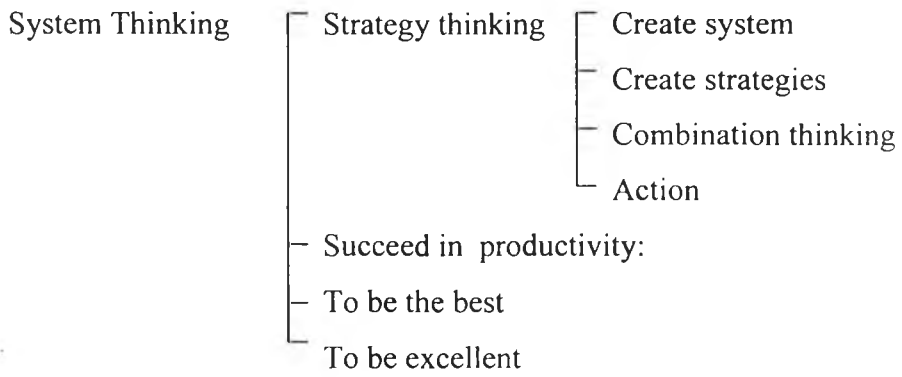 System Thinking Strategy thinking Create system
Create strategies
Combination thinking
Action
Succeed in productivity:
To be the best
To be excellent